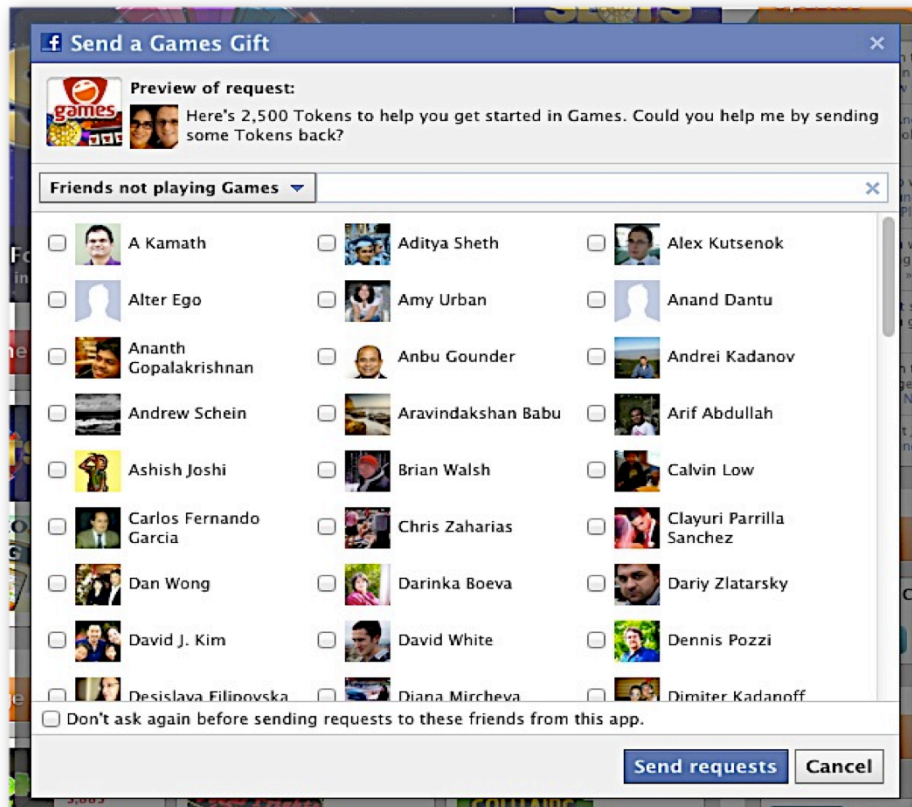 Send a Games Gift
Preview of request:
games
Here's 2,500 Tokens to help you get started in Games. Could you help me by sending
some Tokens back?
Friends not playing Games
A Kamath
Aditya Sheth
Alex Kutsenok
Alter Ego
Amy Urban
Anand Dantu
Ananth
Gopalakrishnan
Anbu Gounder
Andrei Kadanov
Andrew Schein
Aravindakshan Babu
Arif Abdullah
Ashish Joshi
Brian Walsh
Calvin Low
Carlos Fernando
Garcia
Chris Zaharias
Clayuri Parrilla
Sanchez
Dan Wong
Darinka Boeva
Dariy Zlatarsky
David J. Kim
David White
Dennis Pozzi
Desislava Filipovska
Diana Mircheva
Dimiter Kadanoff
Don't ask again before sending requests to these friends from this app.
Send requests
Cancel